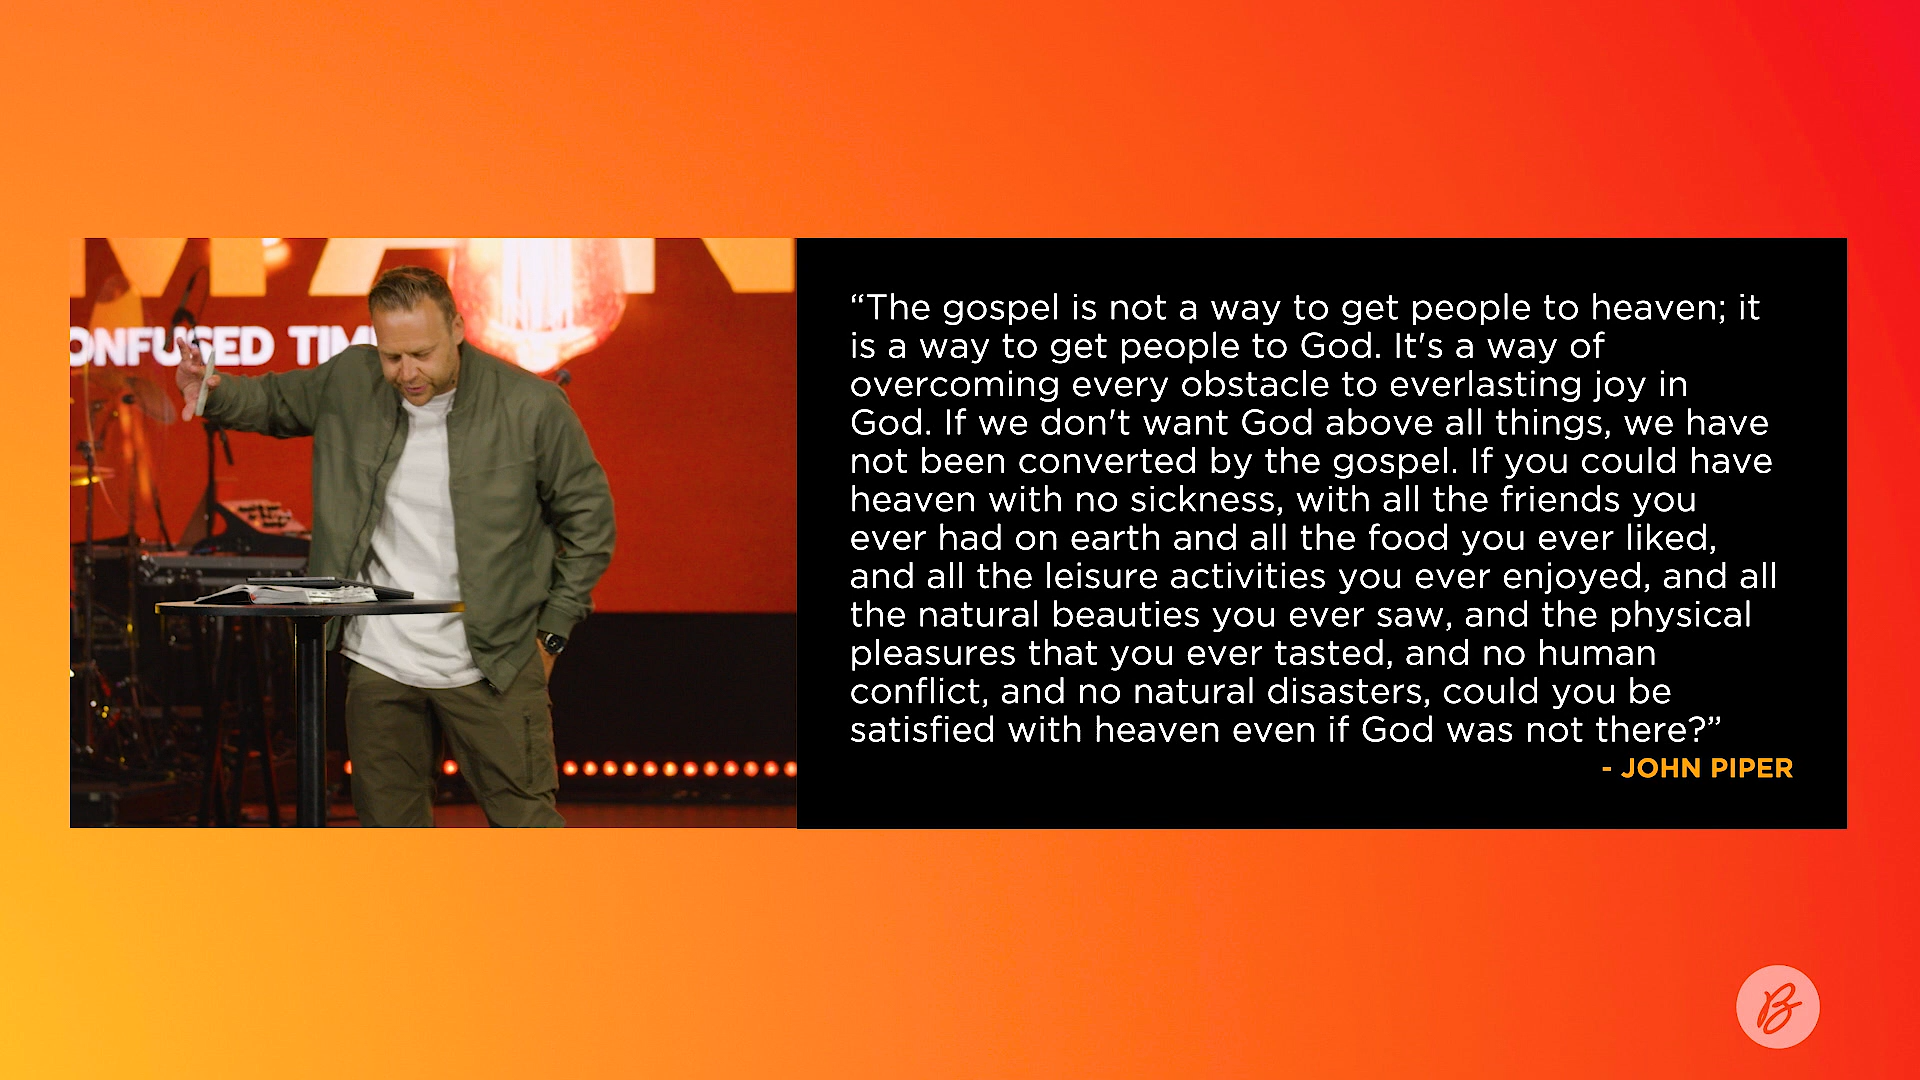 MAN
ONFUSED TIM
“The gospel is not a way to get people to heaven; it
is a way to get people to God. It's a way of
overcoming every obstacle to everlasting joy in
God. If we don't want God above all things, we have
not been converted by the gospel. If you could have
heaven with no sickness, with all the friends you
ever had on earth and all the food you ever liked,
and all the leisure activities you ever enjoyed, and all
the natural beauties you ever saw, and the physical
pleasures that you ever tasted, and no human
conflict, and no natural disasters, could you be
satisfied with heaven even if God was not there?”
- JOHN PIPER
B